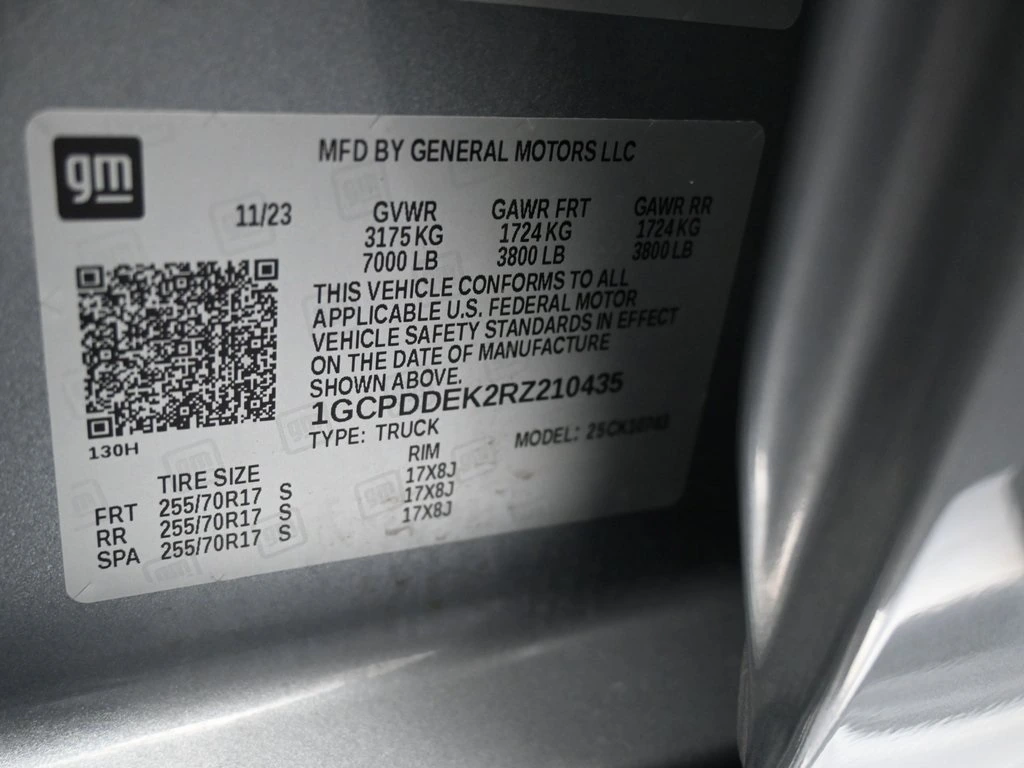 gm
MFD BY GENERAL MOTORS LLC
11/23 GVWR GAWR FRT GAWR RR
3175 KG 1724 KG 1724 KG
7000 LB 3800 LB 3800 LB
THIS VEHICLE CONFORMS TO ALL
APPLICABLE U.S. FEDERAL MOTOR
VEHICLE SAFETY STANDARDS IN EFFECT
ON THE DATE OF MANUFACTURE
SHOWN ABOVE.
1GCPDDEK2RZ210435
130H TYPE: TRUCK MODEL:
TIRE SIZE RIM
FRT 255/70R17 S 17X8J
RR 255/70R17 S 17X8J
SPA 255/70R17 S 17X8J